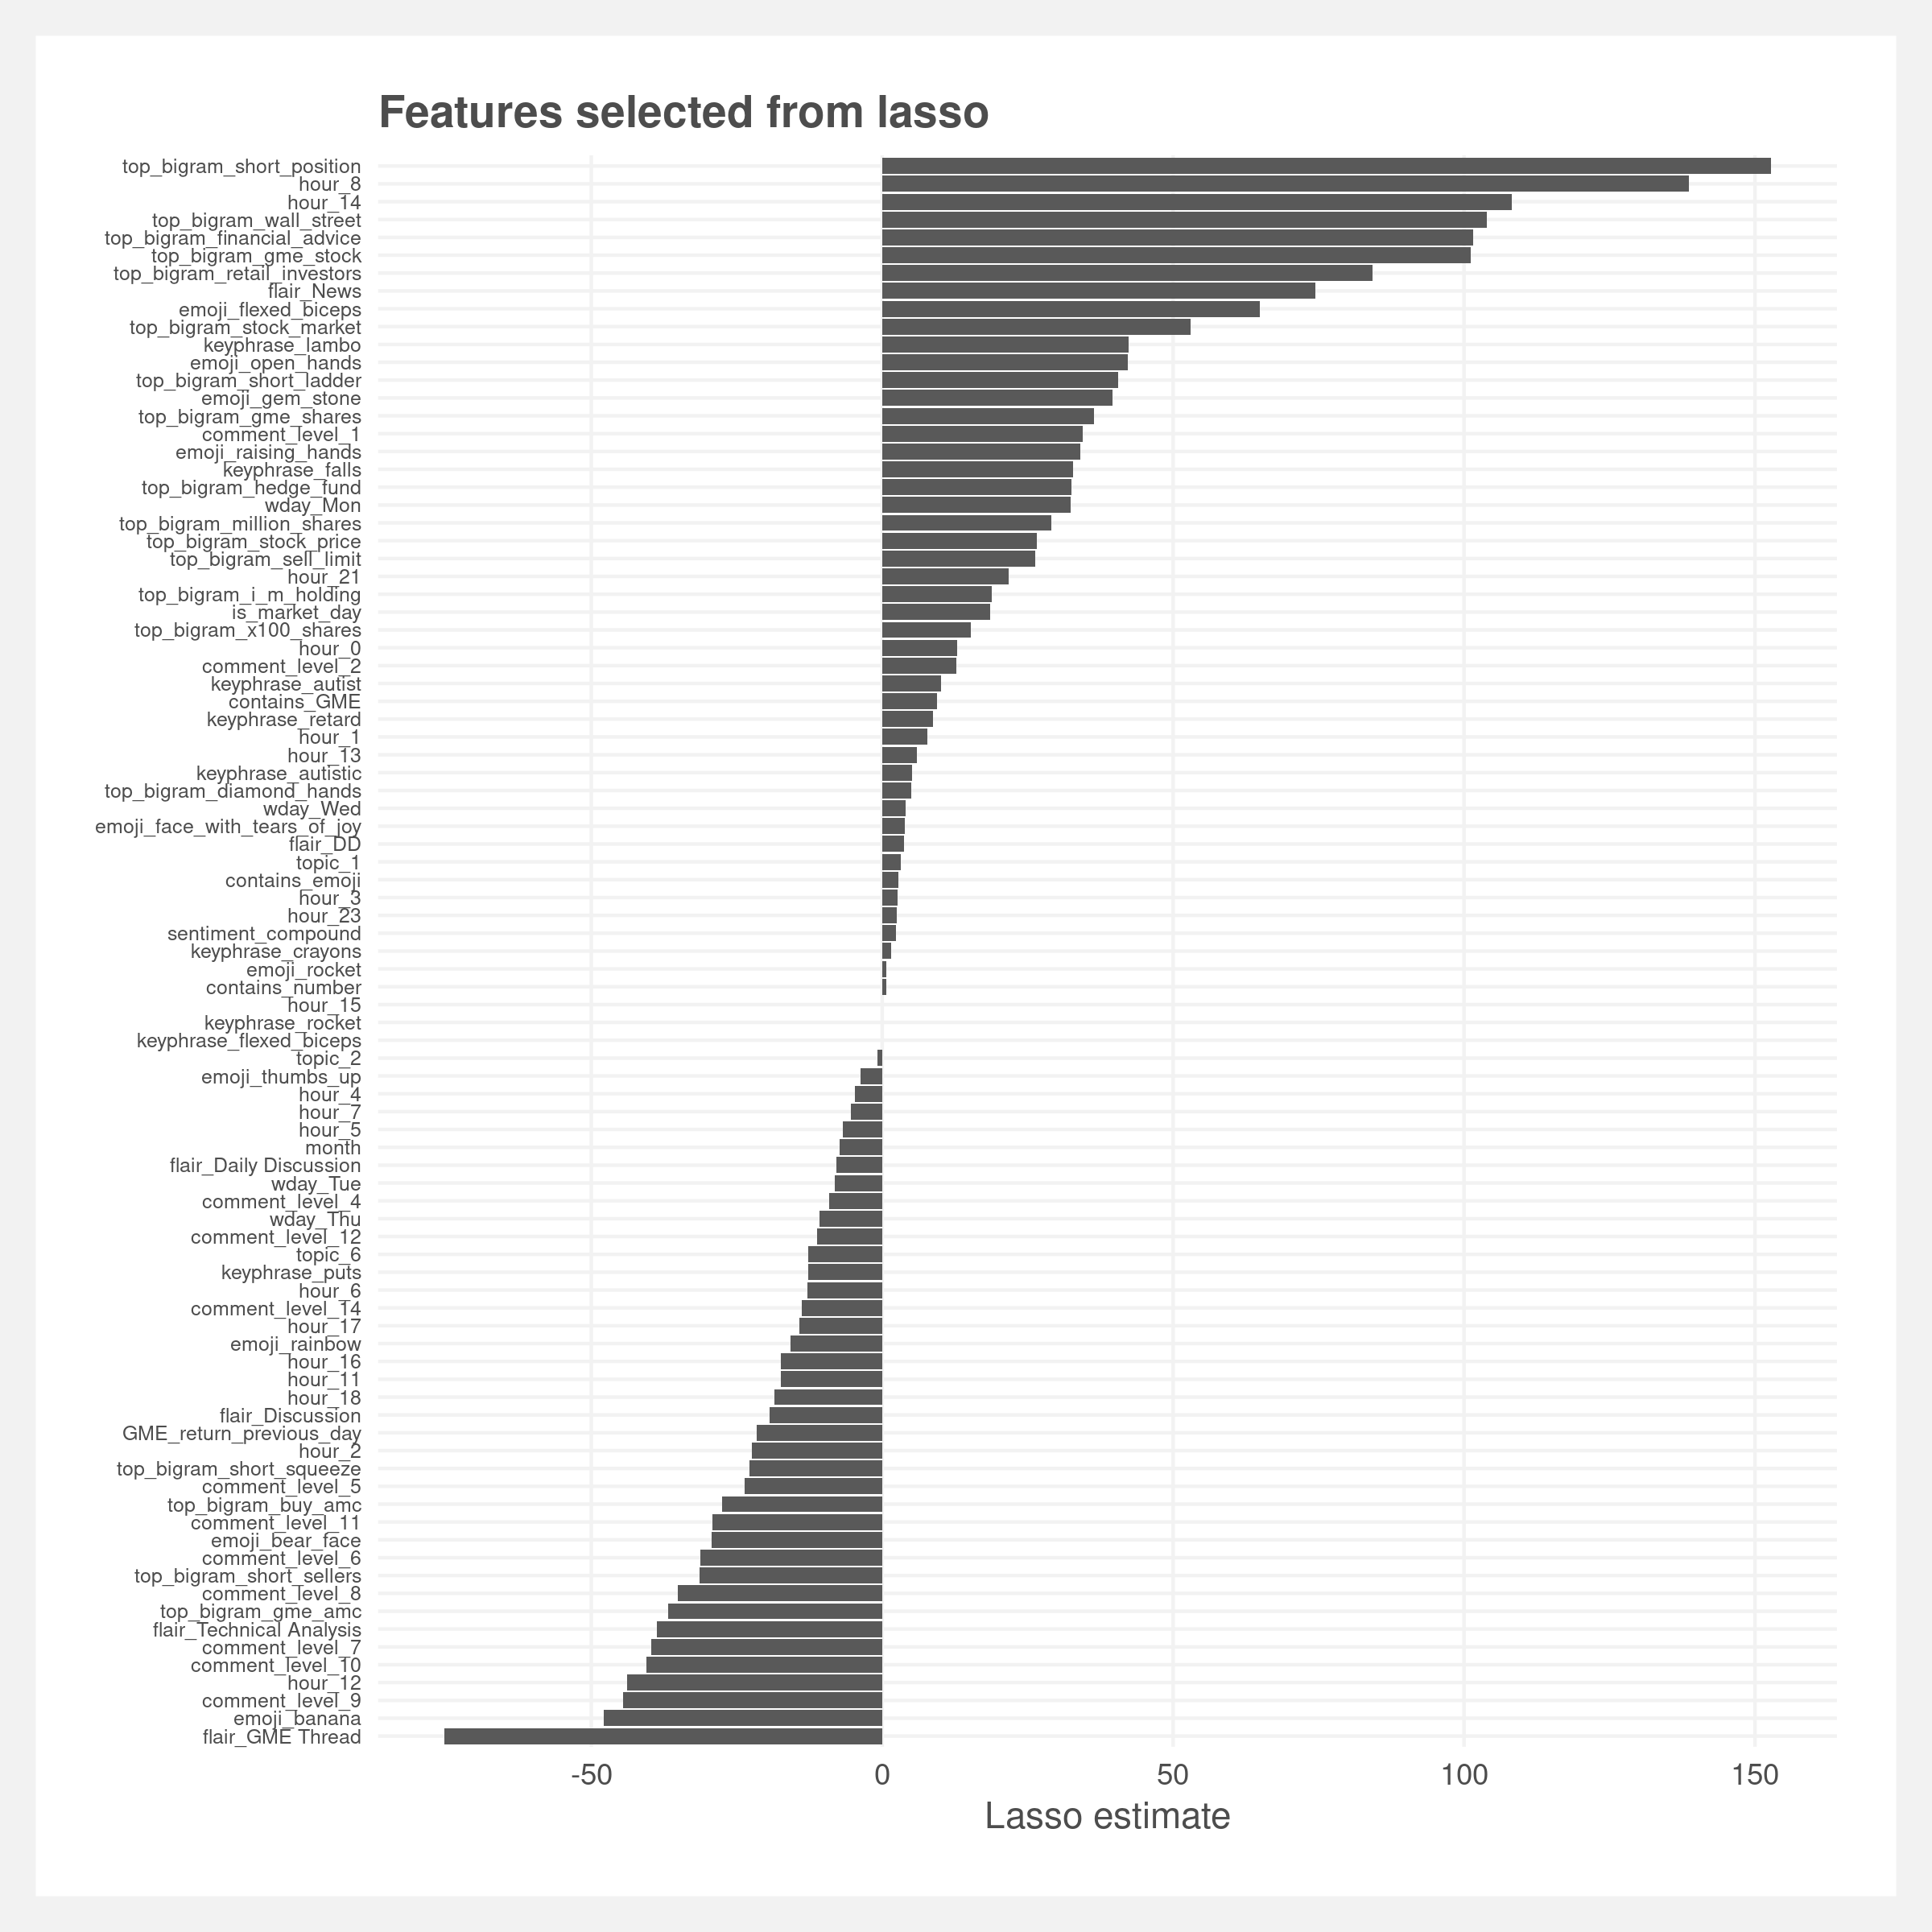 Features selected from lasso
top_bigram_short_position
hour_8
hour_14
top_bigram_wall_street
top_bigram_financial_advice
top_bigram_gme_stock
top_bigram_retail_investors
flair_News
emoji_flexed_biceps
top_bigram_stock_market
keyphrase_lambo
emoji_open_hands
top_bigram_short_ladder
emoji_gem_stone
top_bigram_gme_shares
comment_level_1
emoji_raising_hands
keyphrase_falls
top_bigram_hedge_fund
wday_Mon
top_bigram_million_shares
top_bigram_stock_price
top_bigram_sell_limit
hour_21
top_bigram_i_m_holding
is_market_day
top_bigram_x100_shares
hour_0
comment_level_2
keyphrase_autist
contains_GME
keyphrase_retard
hour_1
hour_13
keyphrase_autistic
top_bigram_diamond_hands
wday_Wed
emoji_face_with_tears_of_joy
flair_DD
topic_1
contains_emoji
hour_3
hour_23
sentiment_compound
keyphrase_crayons
emoji_rocket
contains_number
hour_15
keyphrase_rocket
keyphrase_flexed_biceps
topic_2
emoji_thumbs_up
hour_4
hour_7
hour_5
month
flair_Daily Discussion
wday_Tue
comment_level_4
wday_Thu
comment_level_12
topic_6
keyphrase_puts
hour_6
comment_level_14
hour_17
emoji_rainbow
hour_16
hour_11
hour_18
flair_Discussion
GME_return_previous_day
hour_2
top_bigram_short_squeeze
comment_level_5
top_bigram_buy_amc
comment_level_11
emoji_bear_face
comment_level_6
top_bigram_short_sellers
comment_level_8
top_bigram_gme_amc
flair_Technical Analysis
comment_level_7
comment_level_10
hour_12
comment_level_9
emoji_banana
flair_GME Thread
-50 0 50 100 150
Lasso estimate